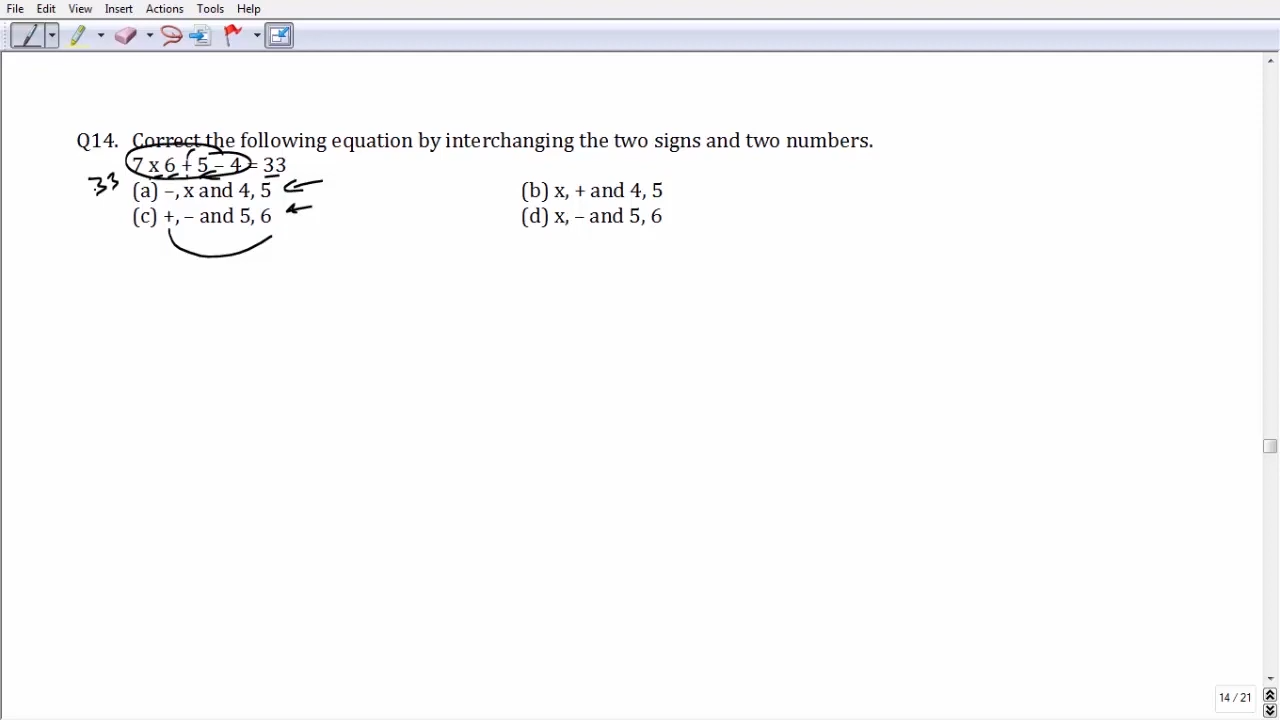 File Edit View Insert Actions Tools Help
Q14. Correct the following equation by interchanging the two signs and two numbers.
7 x 6 + 5 – 4 = 33
33
(a) –, x and 4, 5 (b) x, + and 4, 5
(c) +, – and 5, 6 (d) x, – and 5, 6
14 / 21